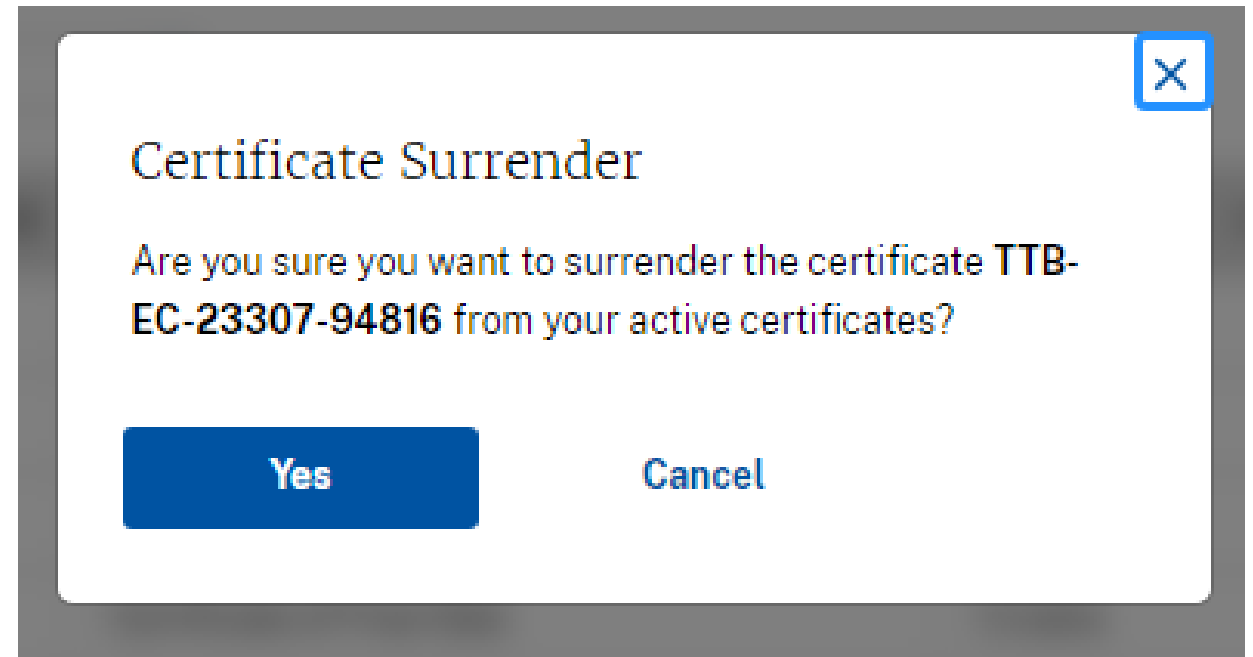 Certificate Surrender
Are you sure you want to surrender the certificate TTB-
EC-23307-94816 from your active certificates?
Yes
Cancel